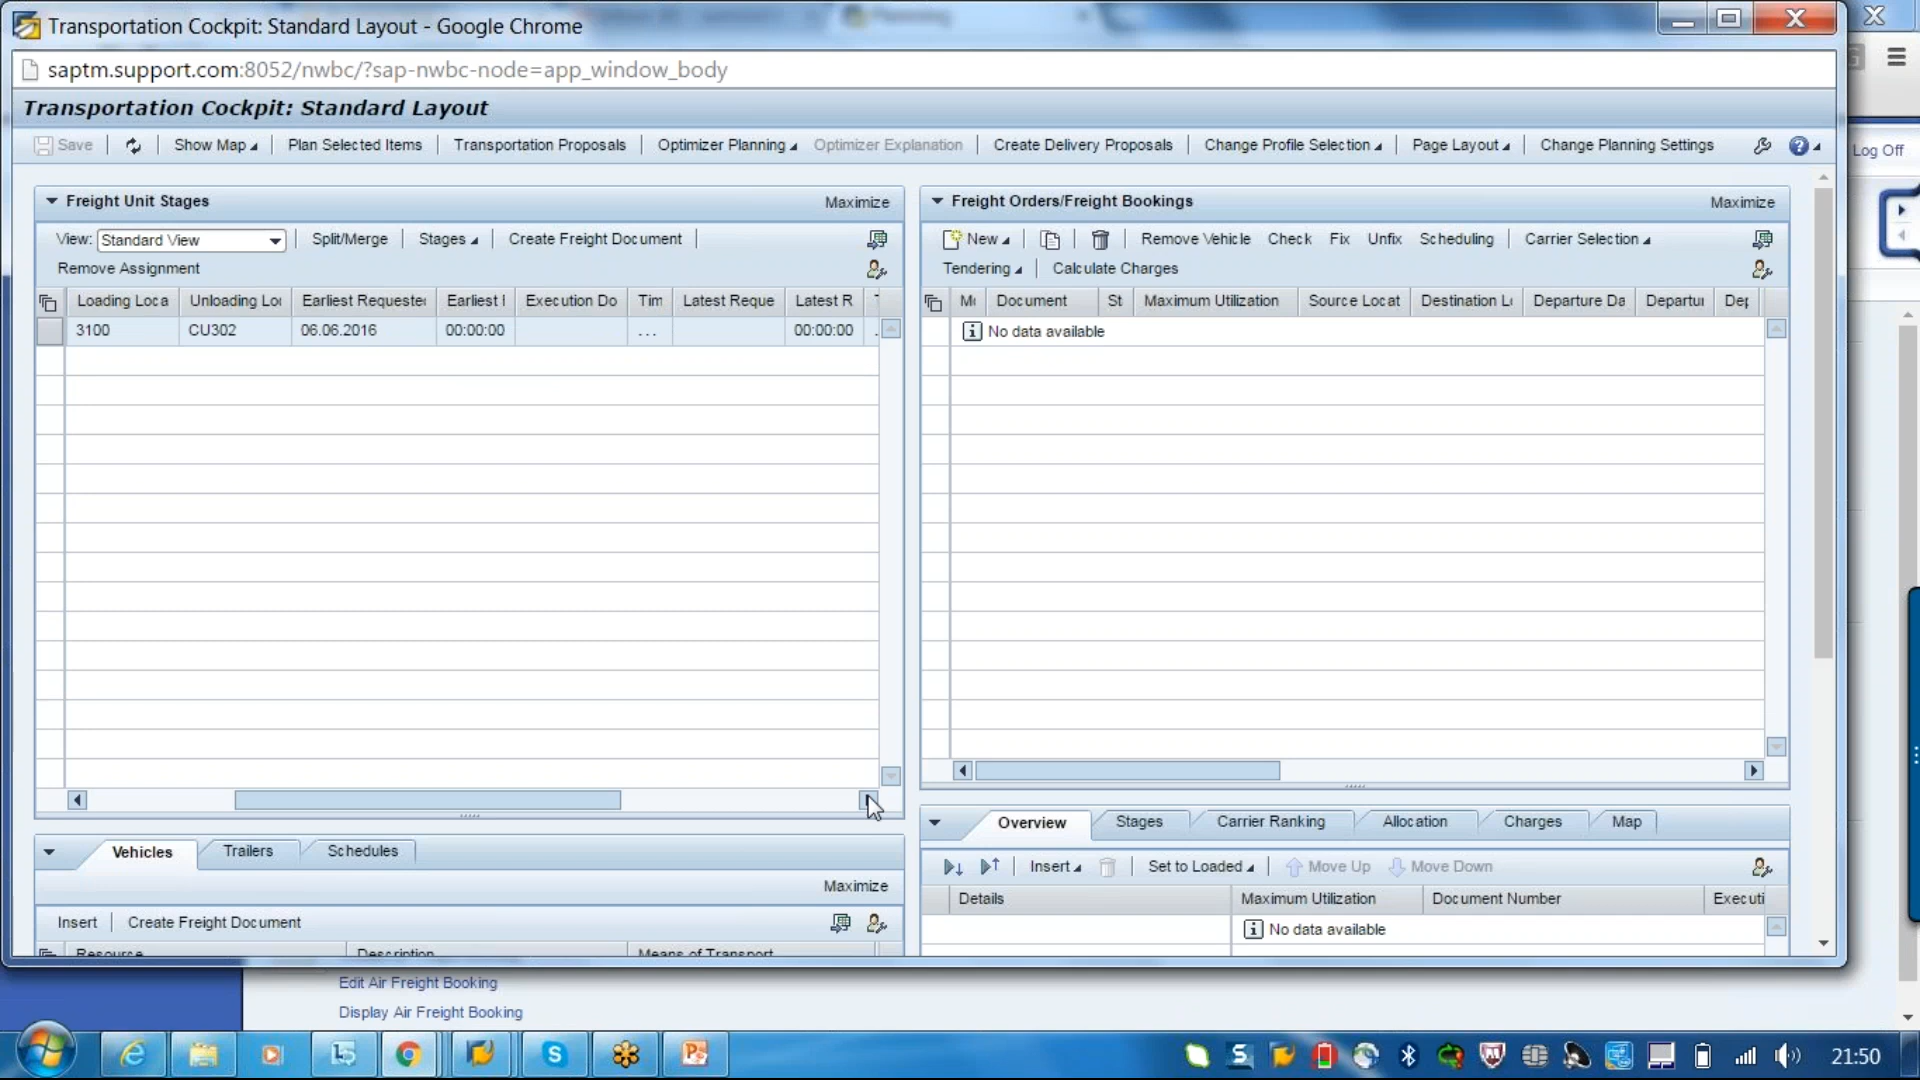 Transportation Cockpit: Standard Layout - Google Chrome
saptm.support.com:8052/nwbc/?sap-nwbc-node=app_window_body
Transportation Cockpit: Standard Layout
Save Show Map Plan Selected Items Transportation Proposals Optimizer Planning Optimizer Explanation Create Delivery Proposals Change Profile Selection Page Layout Change Planning Settings
Log Off
Freight Unit Stages Maximize
View: Standard View Split/Merge Stages Create Freight Document
Remove Assignment
Loading Loca Unloading Loc Earliest Requeste Earliest Execution Do Tim Latest Reque Latest R
3100 CU302 06.06.2016 00:00:00 ... 00:00:00
Freight Orders/Freight Bookings Maximize
New Remove Vehicle Check Fix Unfix Scheduling Carrier Selection
Tendering Calculate Charges
Document St Maximum Utilization Source Locat Destination Lo Departure Da Departur Dep
No data available
Vehicles Trailers Schedules
Maximize
Insert Create Freight Document
Resource Description Means of Transport
Overview Stages Carrier Ranking Allocation Charges Map
Insert Set to Loaded Move Up Move Down
Details Maximum Utilization Document Number Executi
No data available
Edit Air Freight Booking
Display Air Freight Booking
21:50